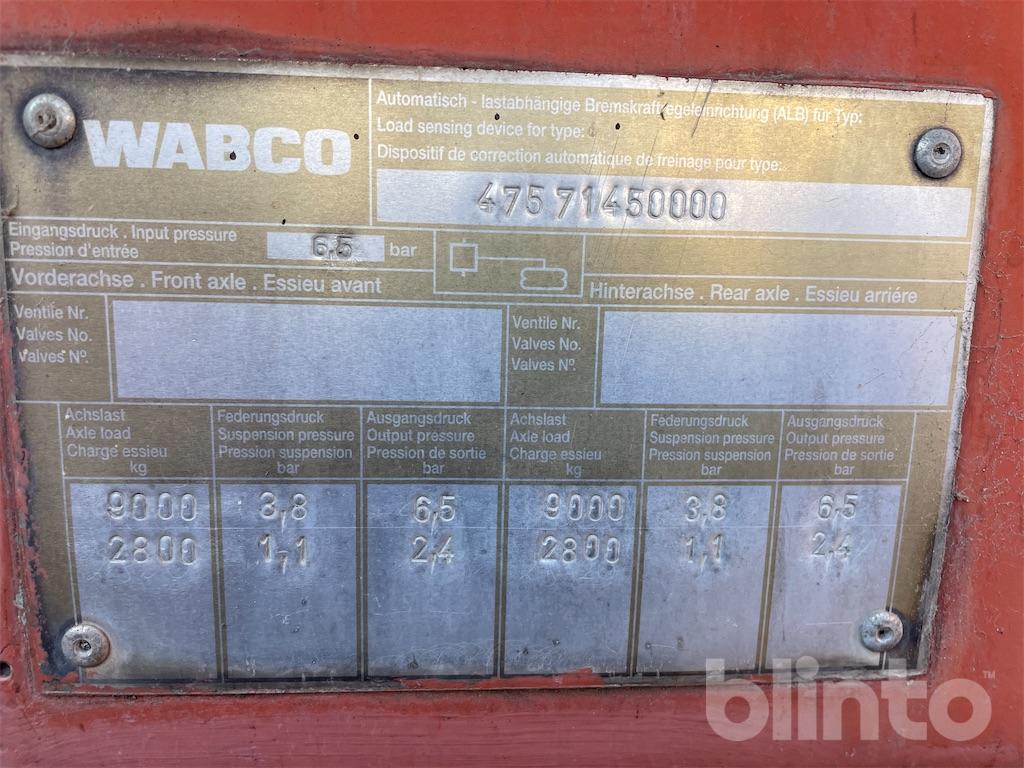 WABCO
Automatisch - lastabhängige Bremskraftregeleinrichtung (ALB) für Typ:
Load sensing device for type:
Dispositif de correction automatique de freinage pour type:
475 71450000
Eingangsdruck . Input pressure
Pression d'entrée
6,5 bar
Vorderachse . Front axle . Essieu avant
Hinterachse . Rear axle . Essieu arriére
Ventile Nr.
Valves No.
Valves Nº.
Ventile Nr.
Valves No.
Valves Nº.
Achslast
Axle load
Charge essieu
kg
Federungsdruck
Suspension pressure
Pression suspension
bar
Ausgangsdruck
Output pressure
Pression de sortie
bar
Achslast
Axle load
Charge essieu
kg
Federungsdruck
Suspension pressure
Pression suspension
bar
Ausgangsdruck
Output pressure
Pression de sortie
bar
9000 3,8 6,5 9000 3,8 6,5
2800 1,1 2,4 2800 1,1 2,4
blinto™